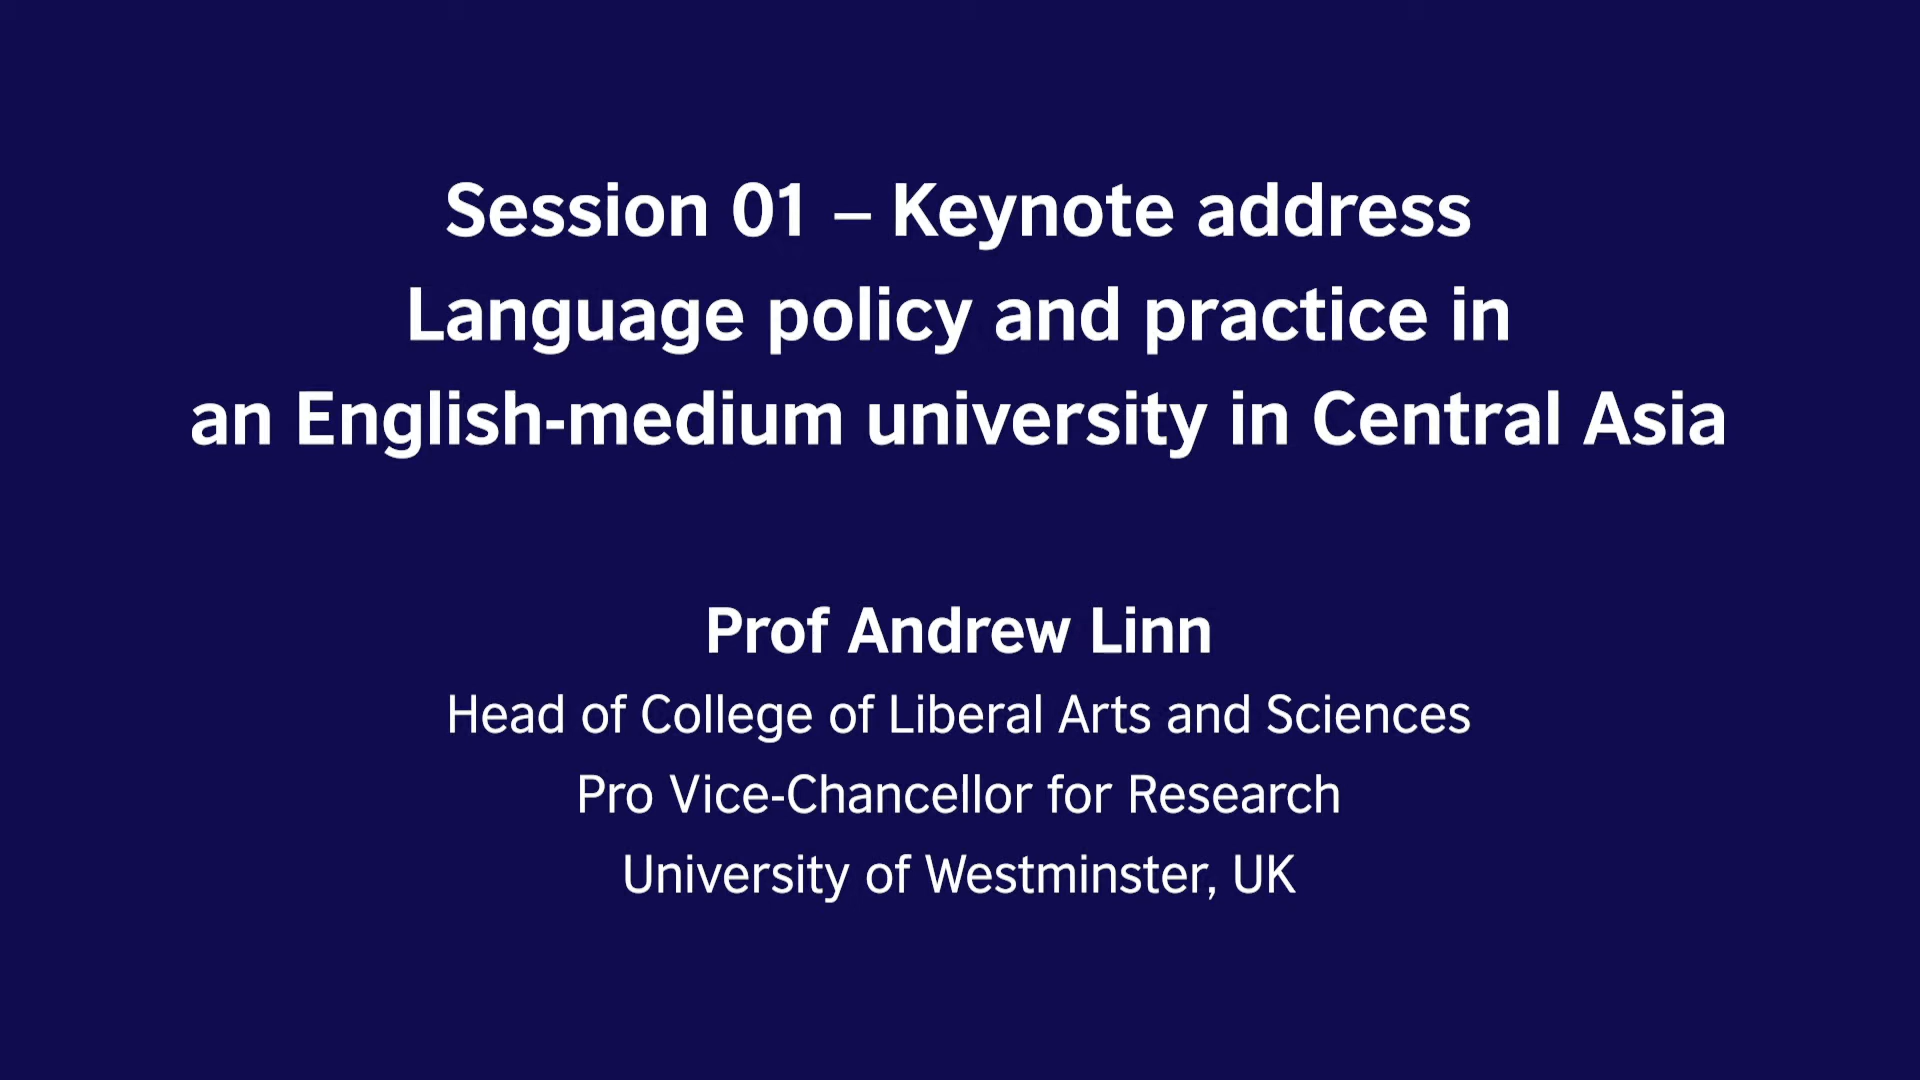 Session 01 – Keynote address
Language policy and practice in
an English-medium university in Central Asia
Prof Andrew Linn
Head of College of Liberal Arts and Sciences
Pro Vice-Chancellor for Research
University of Westminster, UK